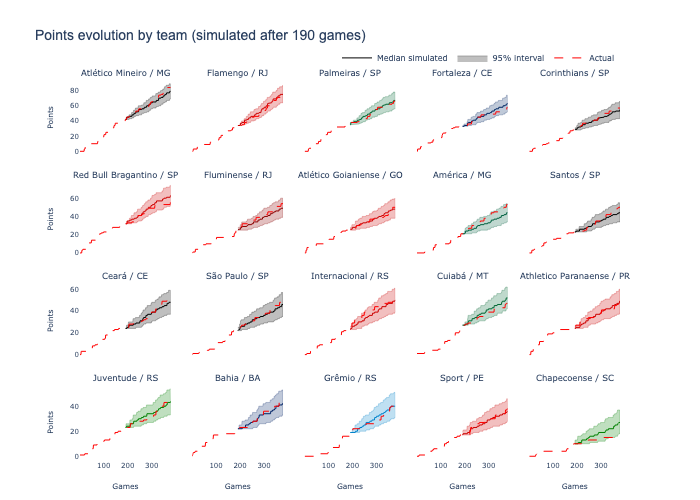 Points evolution by team (simulated after 190 games)
Median simulated 95% interval Actual
Atlético Mineiro / MG Flamengo / RJ Palmeiras / SP Fortaleza / CE Corinthians / SP
80
60
40
20
0
Points
Red Bull Bragantino / SP Fluminense / RJ Atlético Goianiense / GO América / MG Santos / SP
60
40
20
0
Points
Ceará / CE São Paulo / SP Internacional / RS Cuiabá / MT Athletico Paranaense / PR
60
40
20
0
Points
Juventude / RS Bahia / BA Grêmio / RS Sport / PE Chapecoense / SC
40
20
0
Points
100 200 300 100 200 300 100 200 300 100 200 300 100 200 300
Games Games Games Games Games